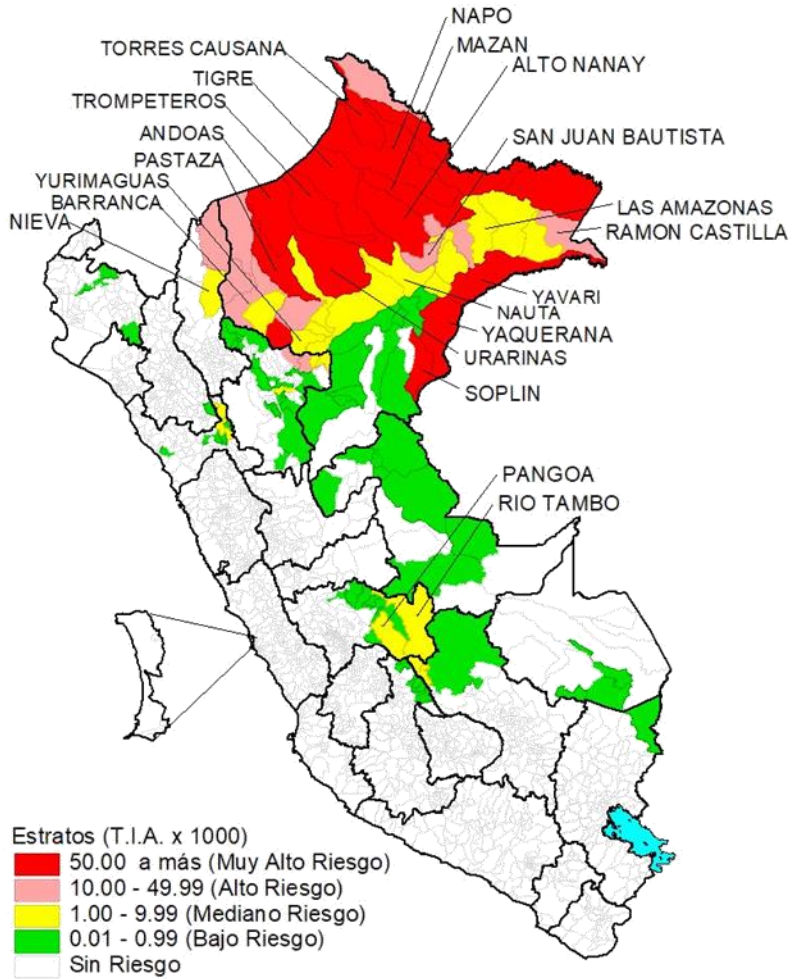 NAPO
MAZAN
TORRES CAUSANA
ALTO NANAY
TIGRE
TROMPETEROS
ANDOAS
SAN JUAN BAUTISTA
PASTAZA
YURIMAGUAS
BARRANCA
NIEVA
LAS AMAZONAS
RAMON CASTILLA
YAVARI
NAUTA
YAQUERANA
URARINAS
SOPLIN
PANGOA
RIO TAMBO
Estratos (T.I.A. x 1000)
50.00 a más (Muy Alto Riesgo)
10.00 - 49.99 (Alto Riesgo)
1.00 - 9.99 (Mediano Riesgo)
0.01 - 0.99 (Bajo Riesgo)
Sin Riesgo